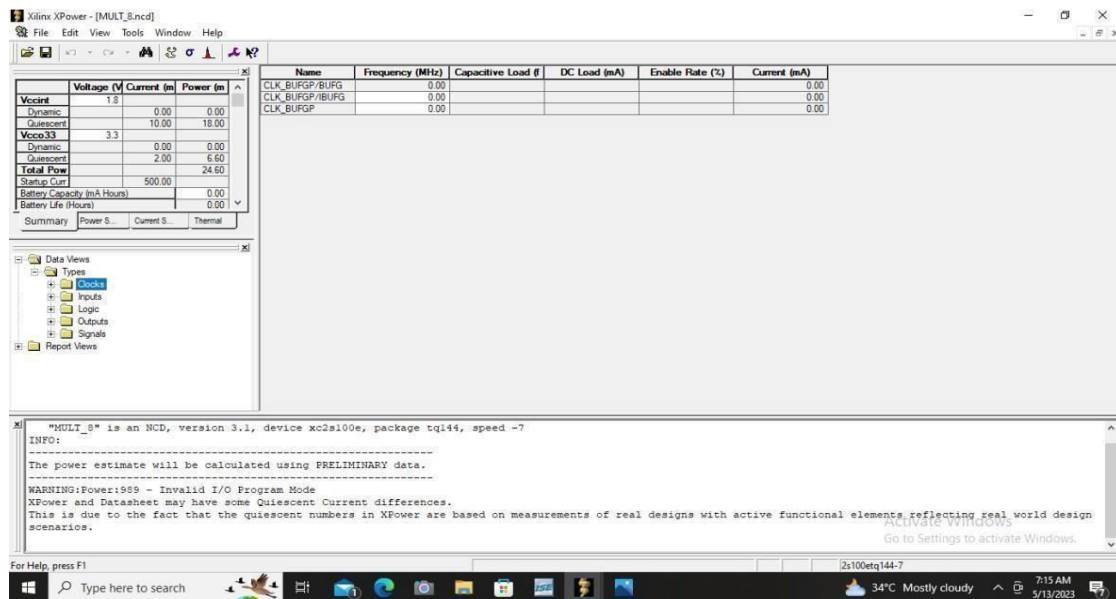 Xilinx XPower - [MULT_8.ncd]
File Edit View Tools Window Help
Voltage (V Current (m Power (m
Vccint 1.8
Dynamic 0.00 0.00
Quiescent 10.00 18.00
Vcco33 3.3
Dynamic 0.00 0.00
Quiescent 2.00 6.60
Total Pow 24.60
Startup Curr 500.00
Battery Capacity (mA Hours) 0.00
Battery Life (Hours) 0.00
Summary Power S... Current S... Thermal
Name Frequency (MHz) Capacitive Load (f DC Load (mA) Enable Rate (%) Current (mA)
CLK_BUFGP/BUFG 0.00 0.00
CLK_BUFGP/IBUFG 0.00 0.00
CLK_BUFGP 0.00 0.00
Data Views
Types
Clocks
Inputs
Logic
Outputs
Signals
Report Views
"MULT_8" is an NCD, version 3.1, device xc2s100e, package tq144, speed -7
INFO:
The power estimate will be calculated using PRELIMINARY data.
WARNING:Power:989 - Invalid I/O Program Mode
XPower and Datasheet may have some Quiescent Current differences.
This is due to the fact that the quiescent numbers in XPower are based on measurements of real designs with active functional elements reflecting real world design
scenarios.
Activate Windows
Go to Settings to activate Windows.
For Help, press F1
2s100etq144-7
Type here to search
ISE
34°C Mostly cloudy
7:15 AM
5/13/2023